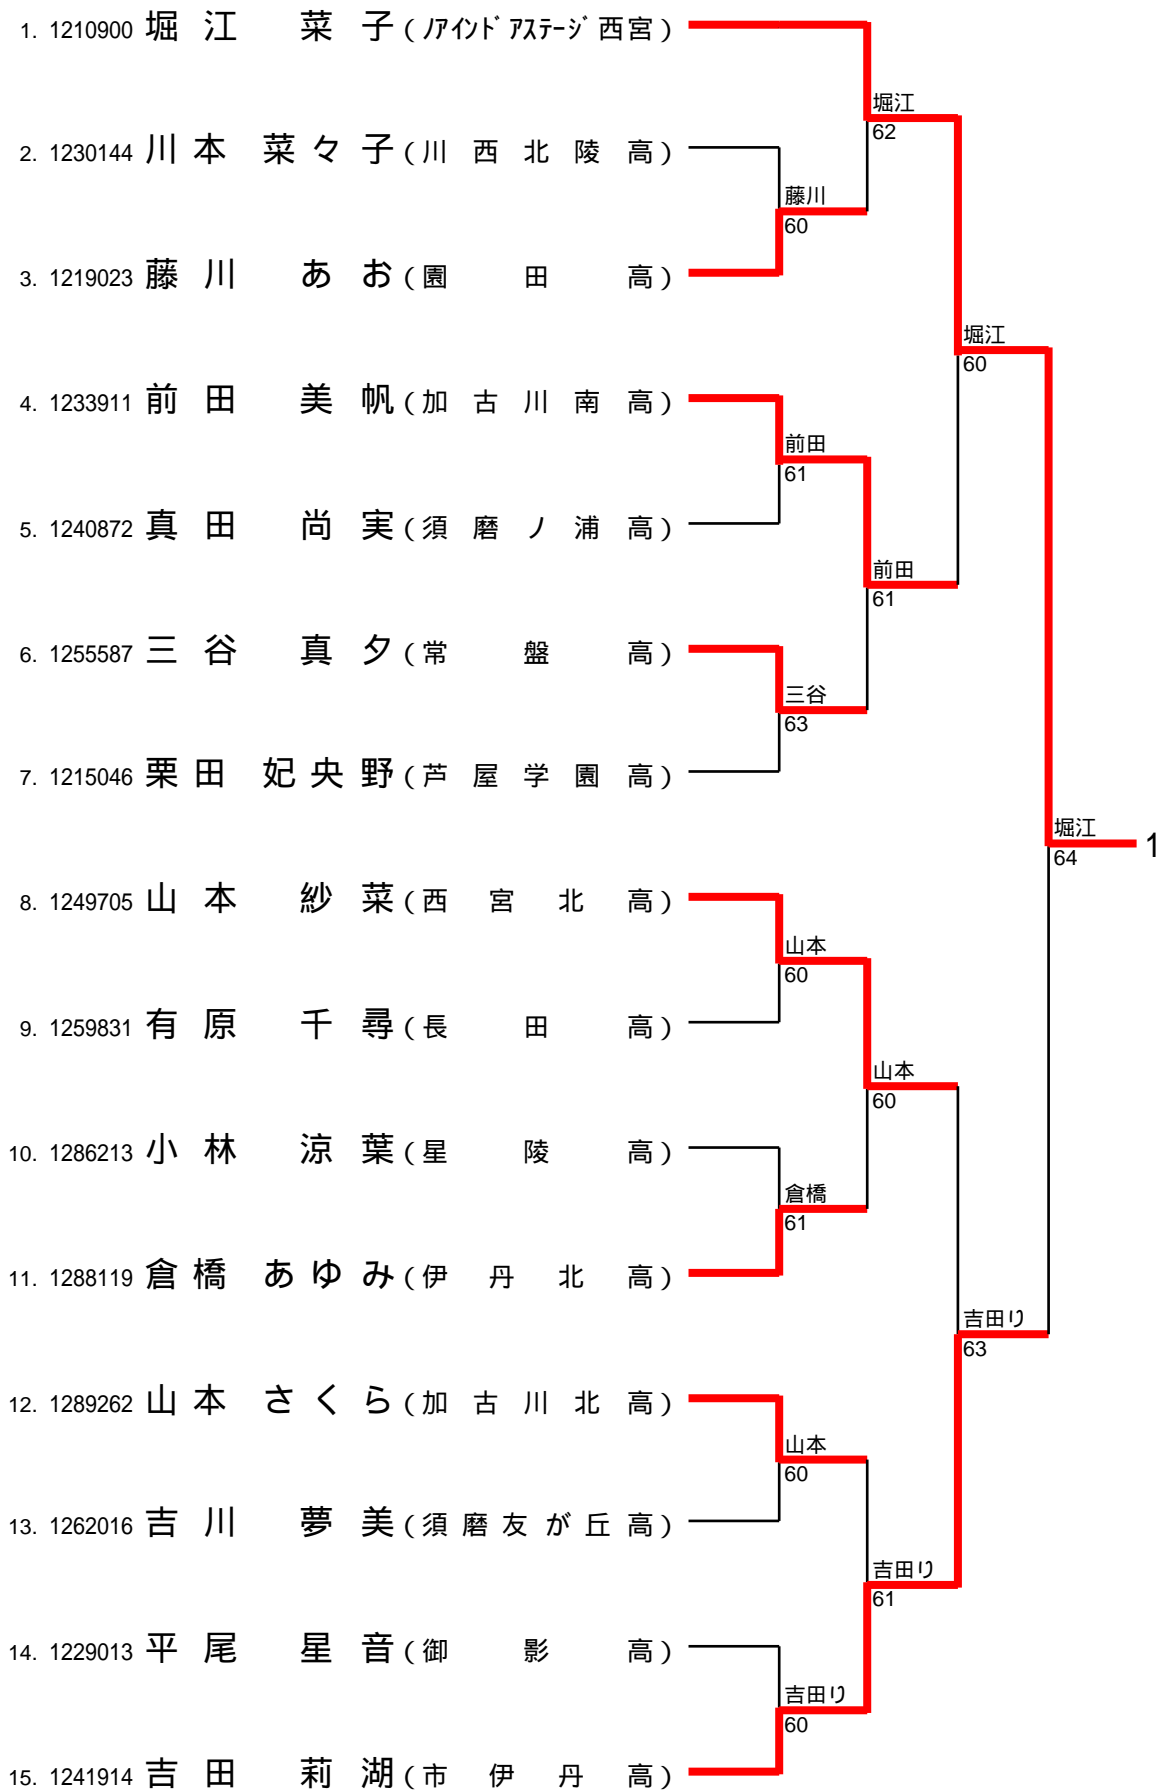 1. 1210900 堀江 菜子 (ノアインドアステージ西宮)
堀江
62
2. 1230144 川本 菜々子 (川西北陵高)
藤川
60
3. 1219023 藤川 あお (園田高)
堀江
60
4. 1233911 前田 美帆 (加古川南高)
前田
61
5. 1240872 真田 尚実 (須磨ノ浦高)
前田
61
6. 1255587 三谷 真夕 (常盤高)
三谷
63
7. 1215046 栗田 妃央野 (芦屋学園高)
堀江 1
64
8. 1249705 山本 紗菜 (西宮北高)
山本
60
9. 1259831 有原 千尋 (長田高)
山本
60
10. 1286213 小林 涼葉 (星陵高)
倉橋
61
11. 1288119 倉橋 あゆみ (伊丹北高)
吉田り
63
12. 1289262 山本 さくら (加古川北高)
山本
60
13. 1262016 吉川 夢美 (須磨友が丘高)
吉田り
61
14. 1229013 平尾 星音 (御影高)
吉田り
60
15. 1241914 吉田 莉湖 (市伊丹高)